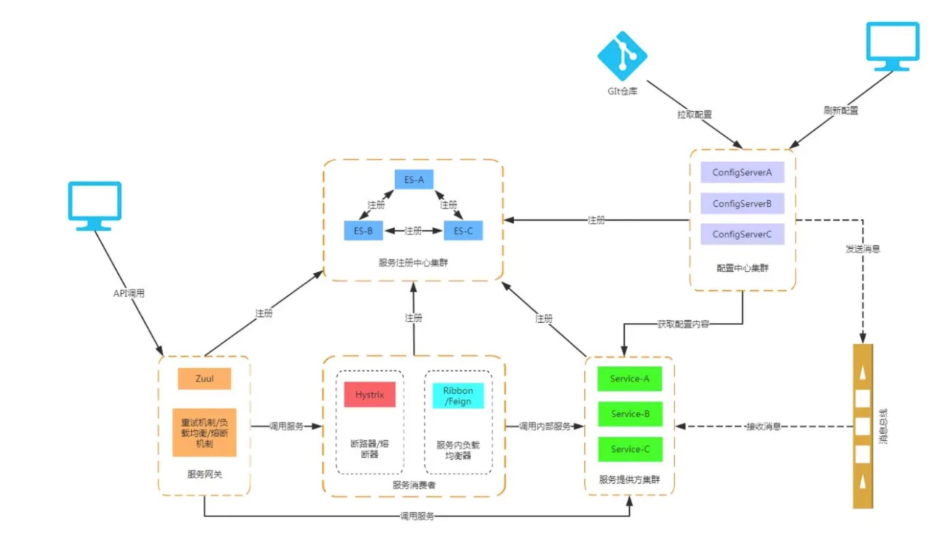 GIt仓库
拉取配置
刷新配置
ConfigServerA
ConfigServerB
ConfigServerC
配置中心集群
ES-A
注册
注册
ES-B
注册
ES-C
服务注册中心集群
注册
发送消息
API调用
注册
注册
注册
获取配置内容
Zuul
重试机制/负
载均衡/熔断
机制
服务网关
调用服务
Hystrix
断路器/熔
断器
Ribbon
/Feign
服务内负载
均衡器
服务消费者
调用内部服务
Service-A
Service-B
Service-C
服务提供方集群
接收消息
消息总线
调用服务